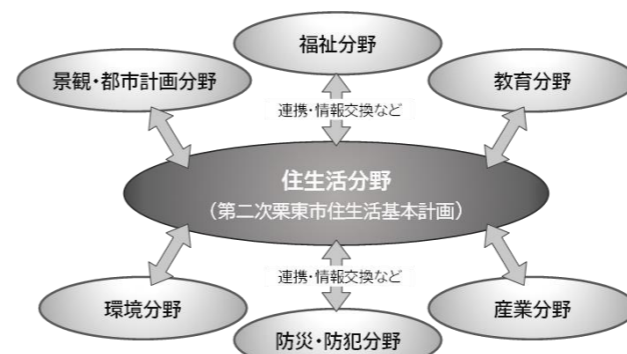 福祉分野
景観・都市計画分野
教育分野
連携・情報交換など
住生活分野
（第二次栗東市住生活基本計画）
連携・情報交換など
環境分野
産業分野
防災・防犯分野